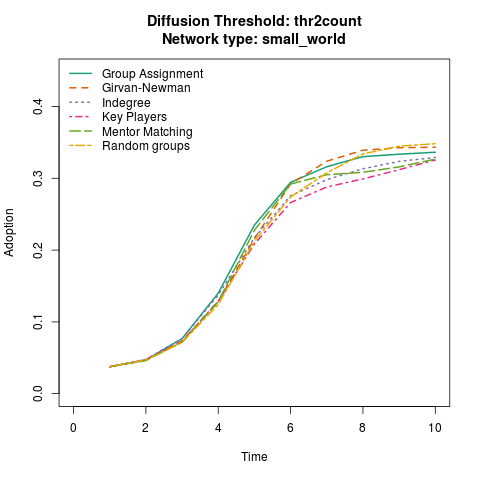 Diffusion Threshold: thr2count
Network type: small_world
Group Assignment
Girvan-Newman
Indegree
Key Players
Mentor Matching
Random groups
Adoption
0.4
0.3
0.2
0.1
0.0
0 2 4 6 8 10
Time